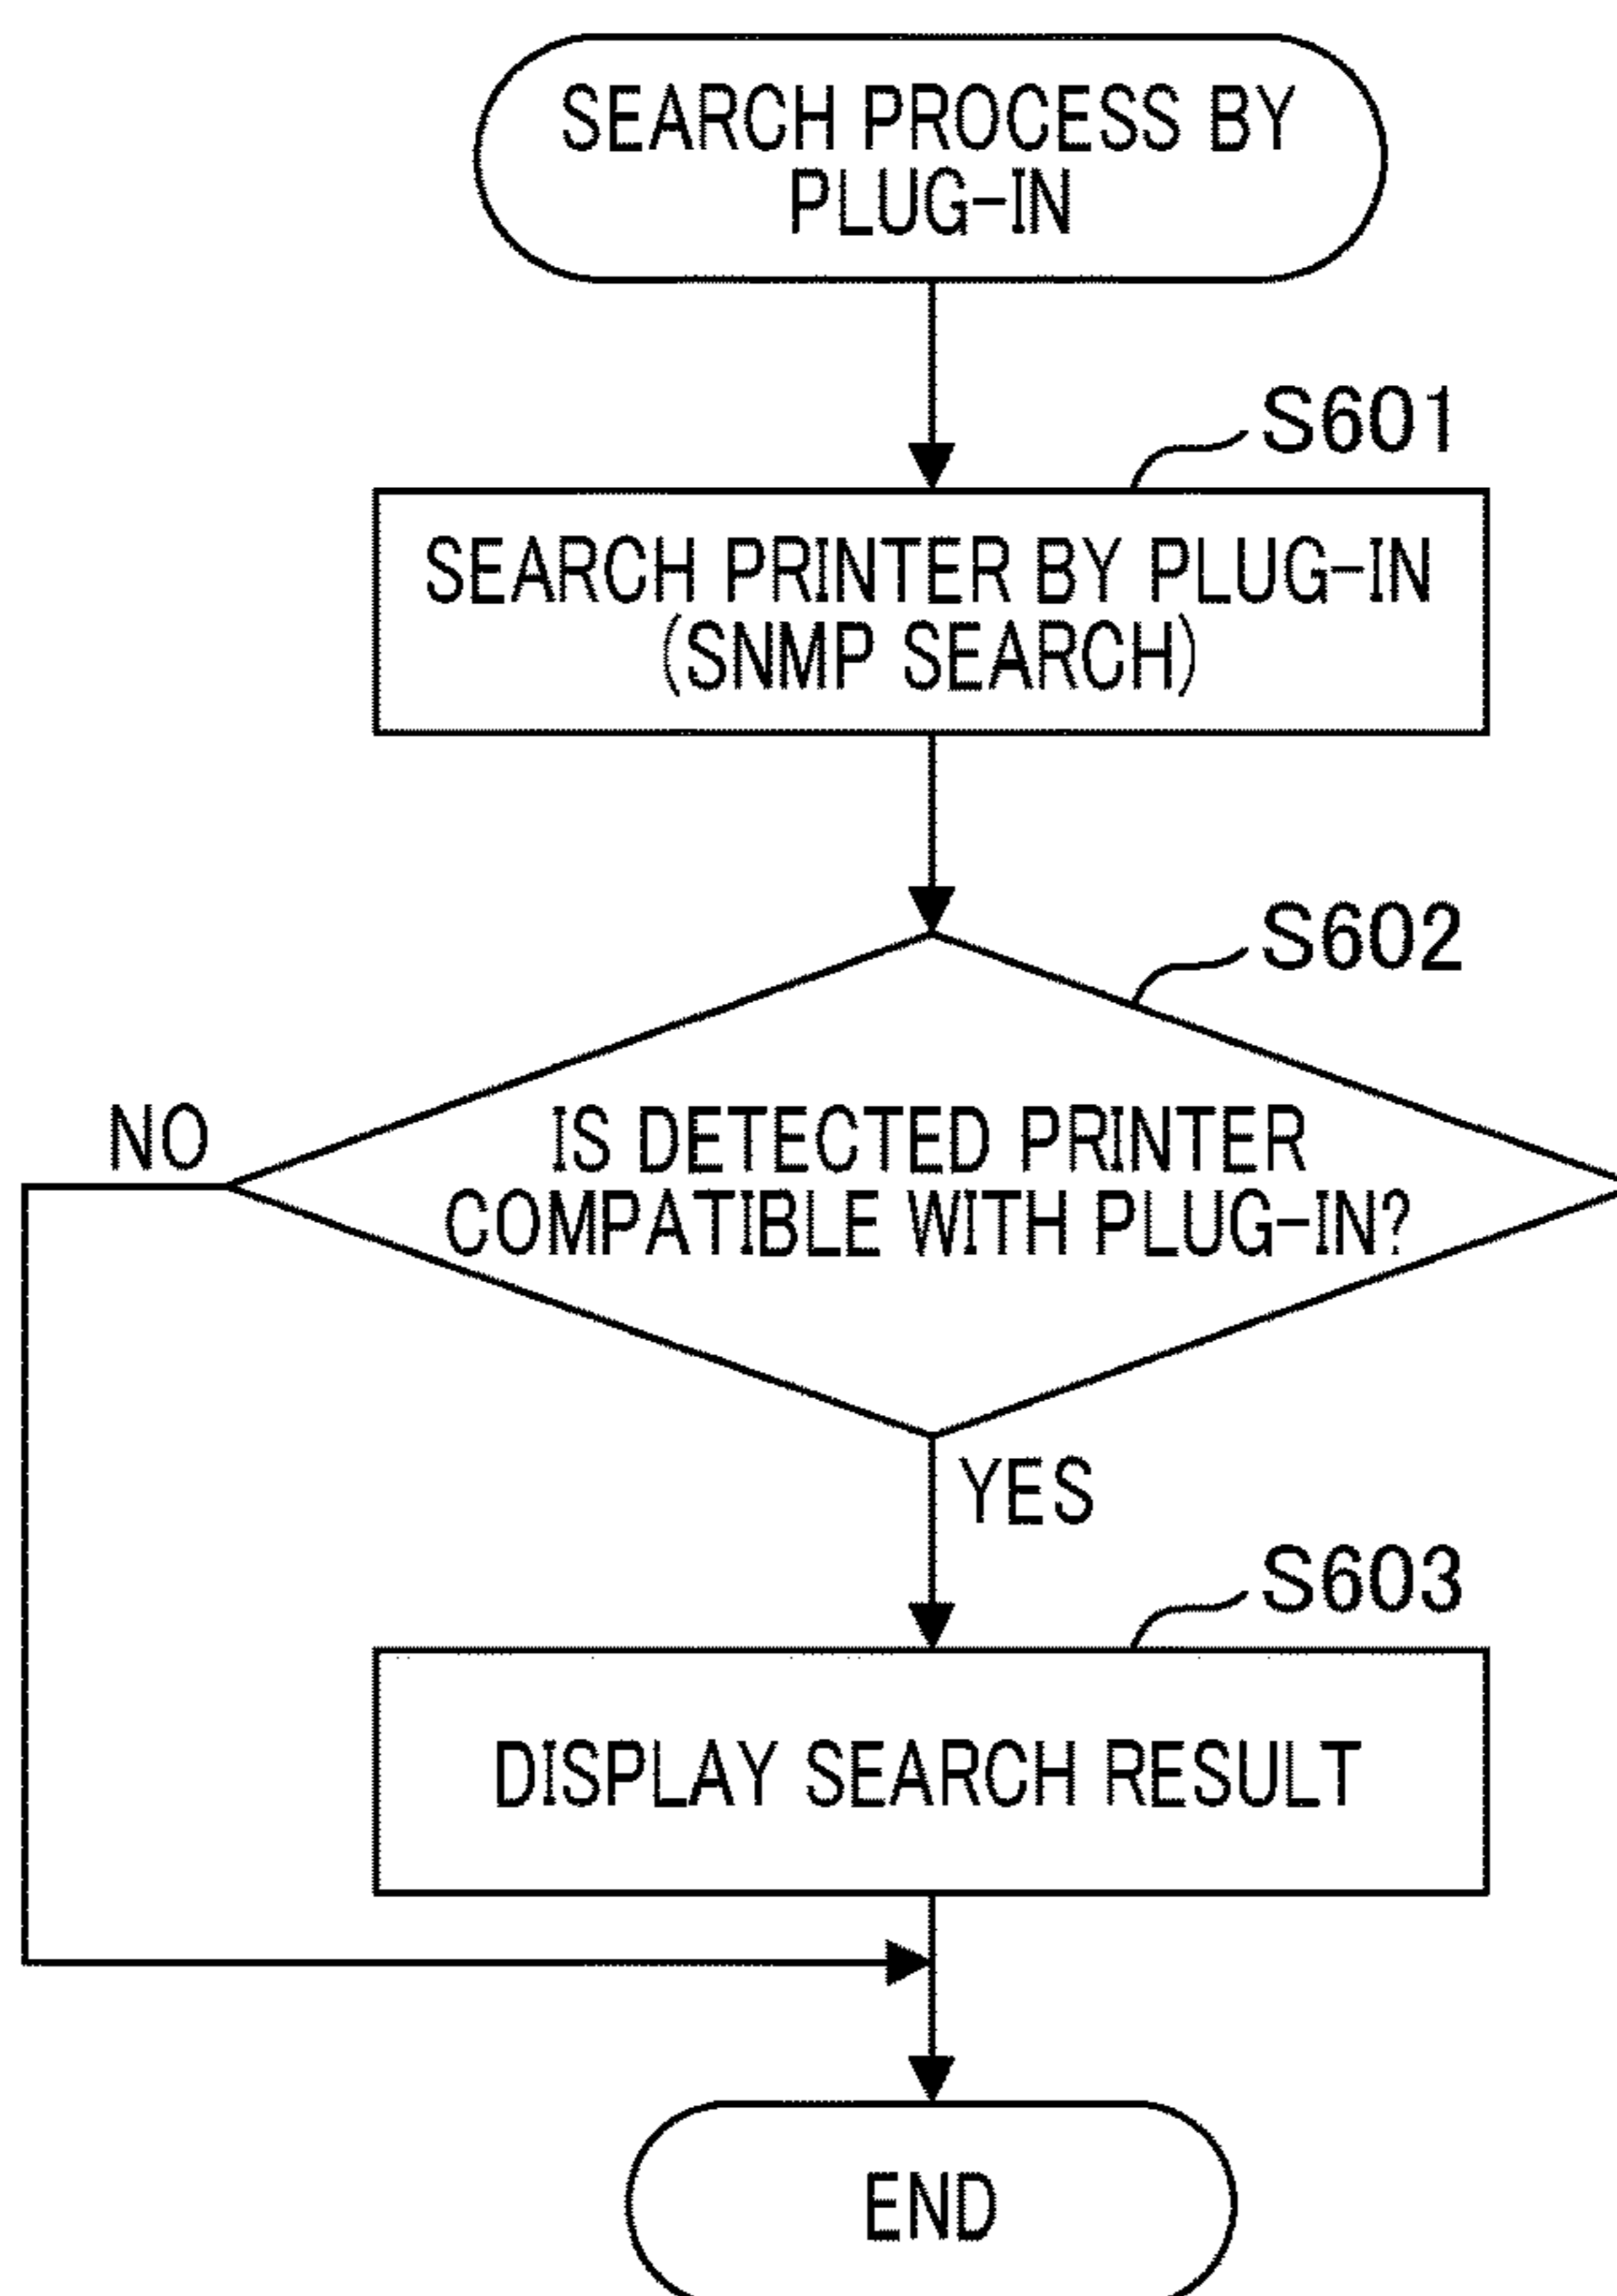 SEARCH PROCESS BY
PLUG-IN
S601
SEARCH PRINTER BY PLUG-IN
(SNMP SEARCH)
S602
NO
IS DETECTED PRINTER
COMPATIBLE WITH PLUG-IN?
YES
S603
DISPLAY SEARCH RESULT
END